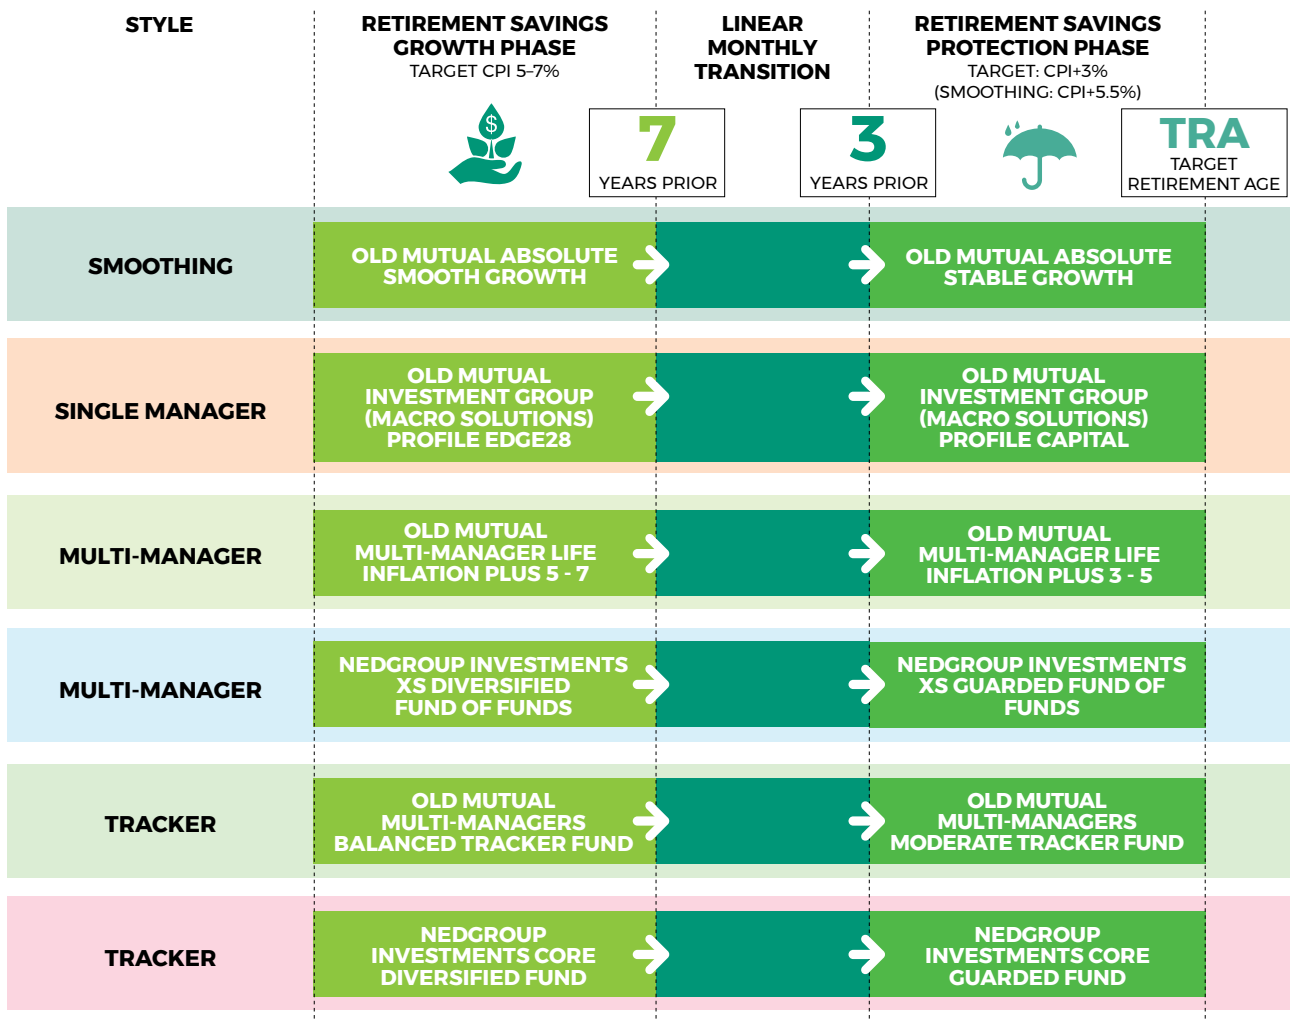 STYLE
RETIREMENT SAVINGS
GROWTH PHASE
TARGET CPI 5–7%
LINEAR
MONTHLY
TRANSITION
RETIREMENT SAVINGS
PROTECTION PHASE
TARGET: CPI+3%
(SMOOTHING: CPI+5.5%)
$
7
YEARS PRIOR
3
YEARS PRIOR
TRA
TARGET
RETIREMENT AGE
SMOOTHING
OLD MUTUAL ABSOLUTE
SMOOTH GROWTH
OLD MUTUAL ABSOLUTE
STABLE GROWTH
SINGLE MANAGER
OLD MUTUAL
INVESTMENT GROUP
(MACRO SOLUTIONS)
PROFILE EDGE28
OLD MUTUAL
INVESTMENT GROUP
(MACRO SOLUTIONS)
PROFILE CAPITAL
MULTI-MANAGER
OLD MUTUAL
MULTI-MANAGER LIFE
INFLATION PLUS 5 - 7
OLD MUTUAL
MULTI-MANAGER LIFE
INFLATION PLUS 3 - 5
MULTI-MANAGER
NEDGROUP INVESTMENTS
XS DIVERSIFIED
FUND OF FUNDS
NEDGROUP INVESTMENTS
XS GUARDED FUND OF
FUNDS
TRACKER
OLD MUTUAL
MULTI-MANAGERS
BALANCED TRACKER FUND
OLD MUTUAL
MULTI-MANAGERS
MODERATE TRACKER FUND
TRACKER
NEDGROUP
INVESTMENTS CORE
DIVERSIFIED FUND
NEDGROUP
INVESTMENTS CORE
GUARDED FUND